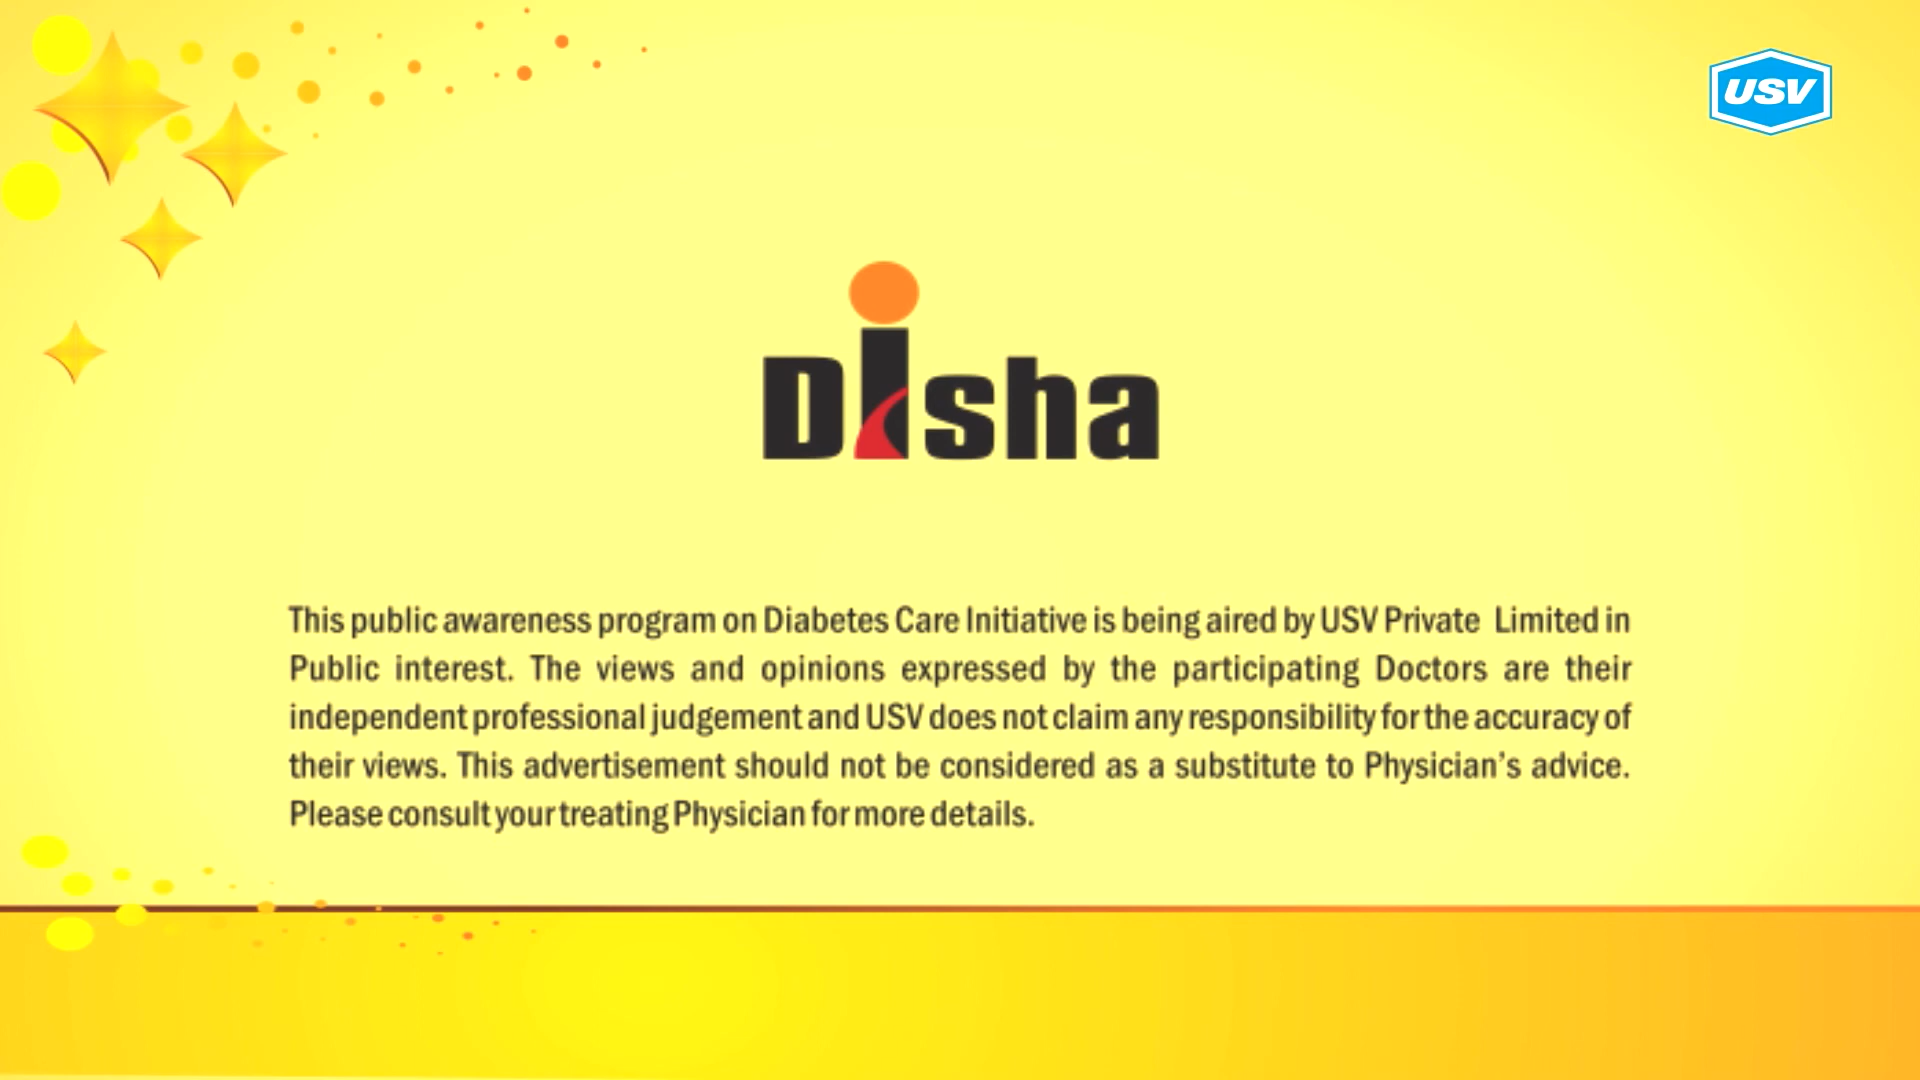 USV
Disha
This public awareness program on Diabetes Care Initiative is being aired by USV Private Limited in
Public interest. The views and opinions expressed by the participating Doctors are their
independent professional judgement and USV does not claim any responsibility for the accuracy of
their views. This advertisement should not be considered as a substitute to Physician’s advice.
Please consult your treating Physician for more details.